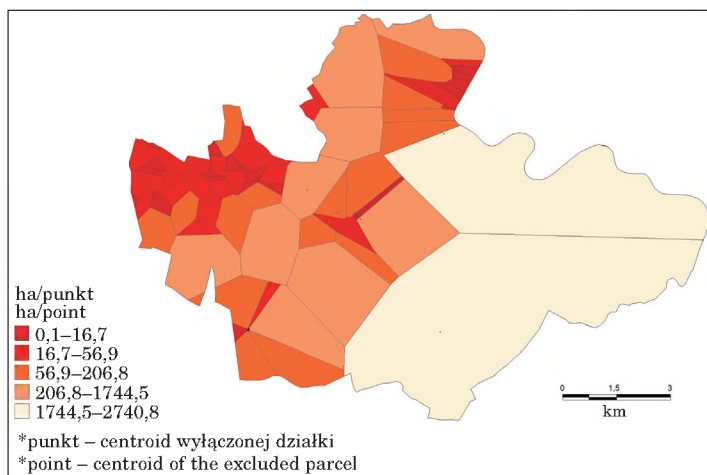 ha/punkt
ha/point
0,1–16,7
16,7–56,9
56,9–206,8
206,8–1744,5
1744,5–2740,8
0 1,5 3
km
*punkt – centroid wyłączonej działki
*point – centroid of the excluded parcel